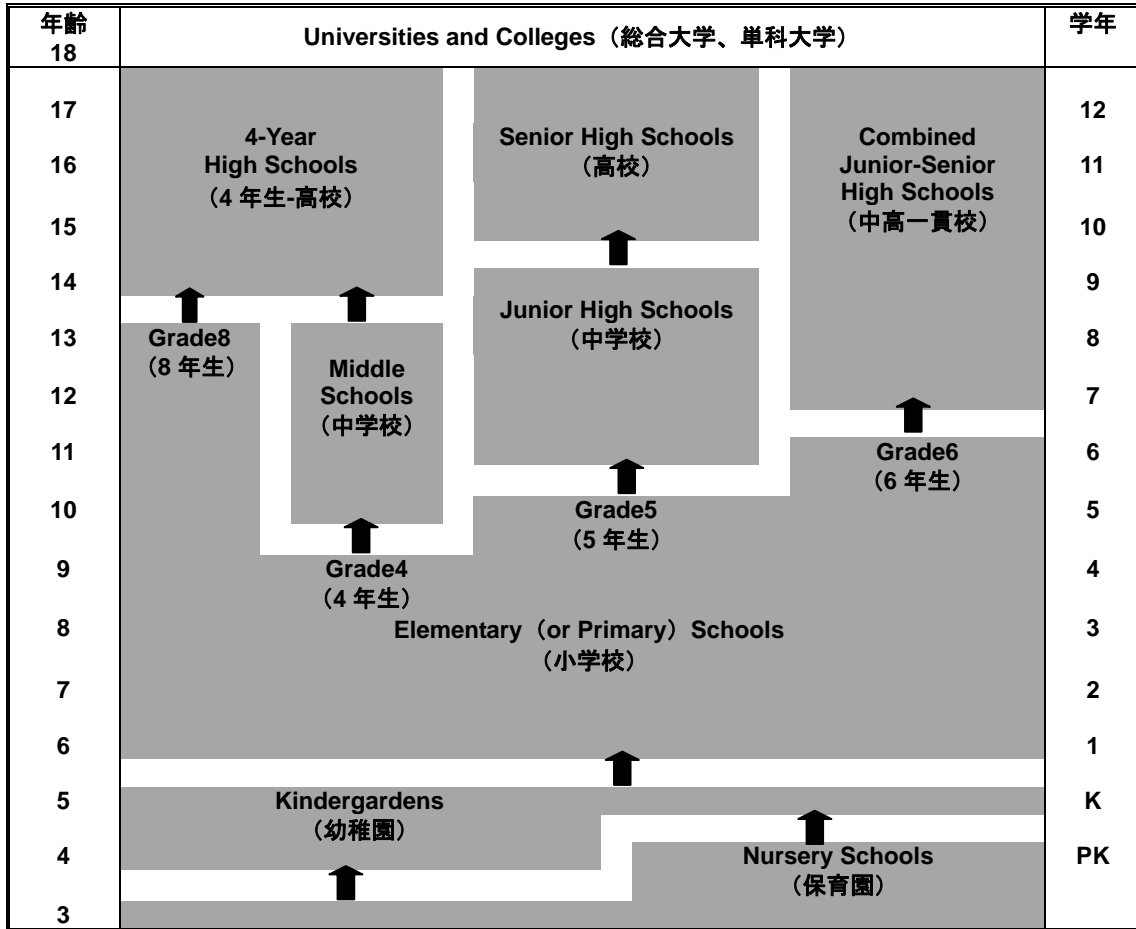 年齢
18
Universities and Colleges（総合大学、単科大学）
学年
17
12
4-Year
High Schools
（4 年生-高校）
Senior High Schools
（高校）
Combined
Junior-Senior
High Schools
（中高一貫校）
16
11
15
10
14
9
Junior High Schools
（中学校）
13
Grade8
（8 年生）
8
Middle
Schools
（中学校）
12
7
11
Grade6
（6 年生）
6
10
Grade5
（5 年生）
5
9
Grade4
（4 年生）
4
8
Elementary（or Primary）Schools
（小学校）
3
7
2
6
1
5
Kindergardens
（幼稚園）
K
4
Nursery Schools
（保育園）
PK
3